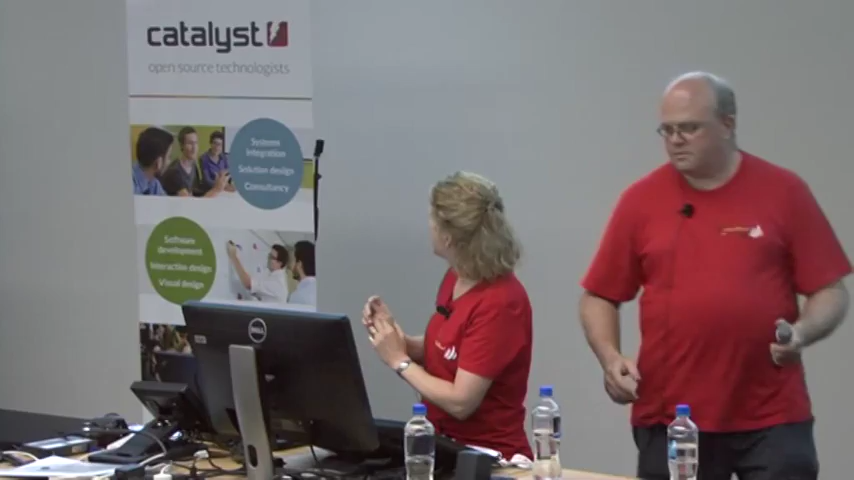 catalyst
open source technologists
Systems
integration
Solution design
Consultancy
Software
development
Interaction design
Visual design
DELL